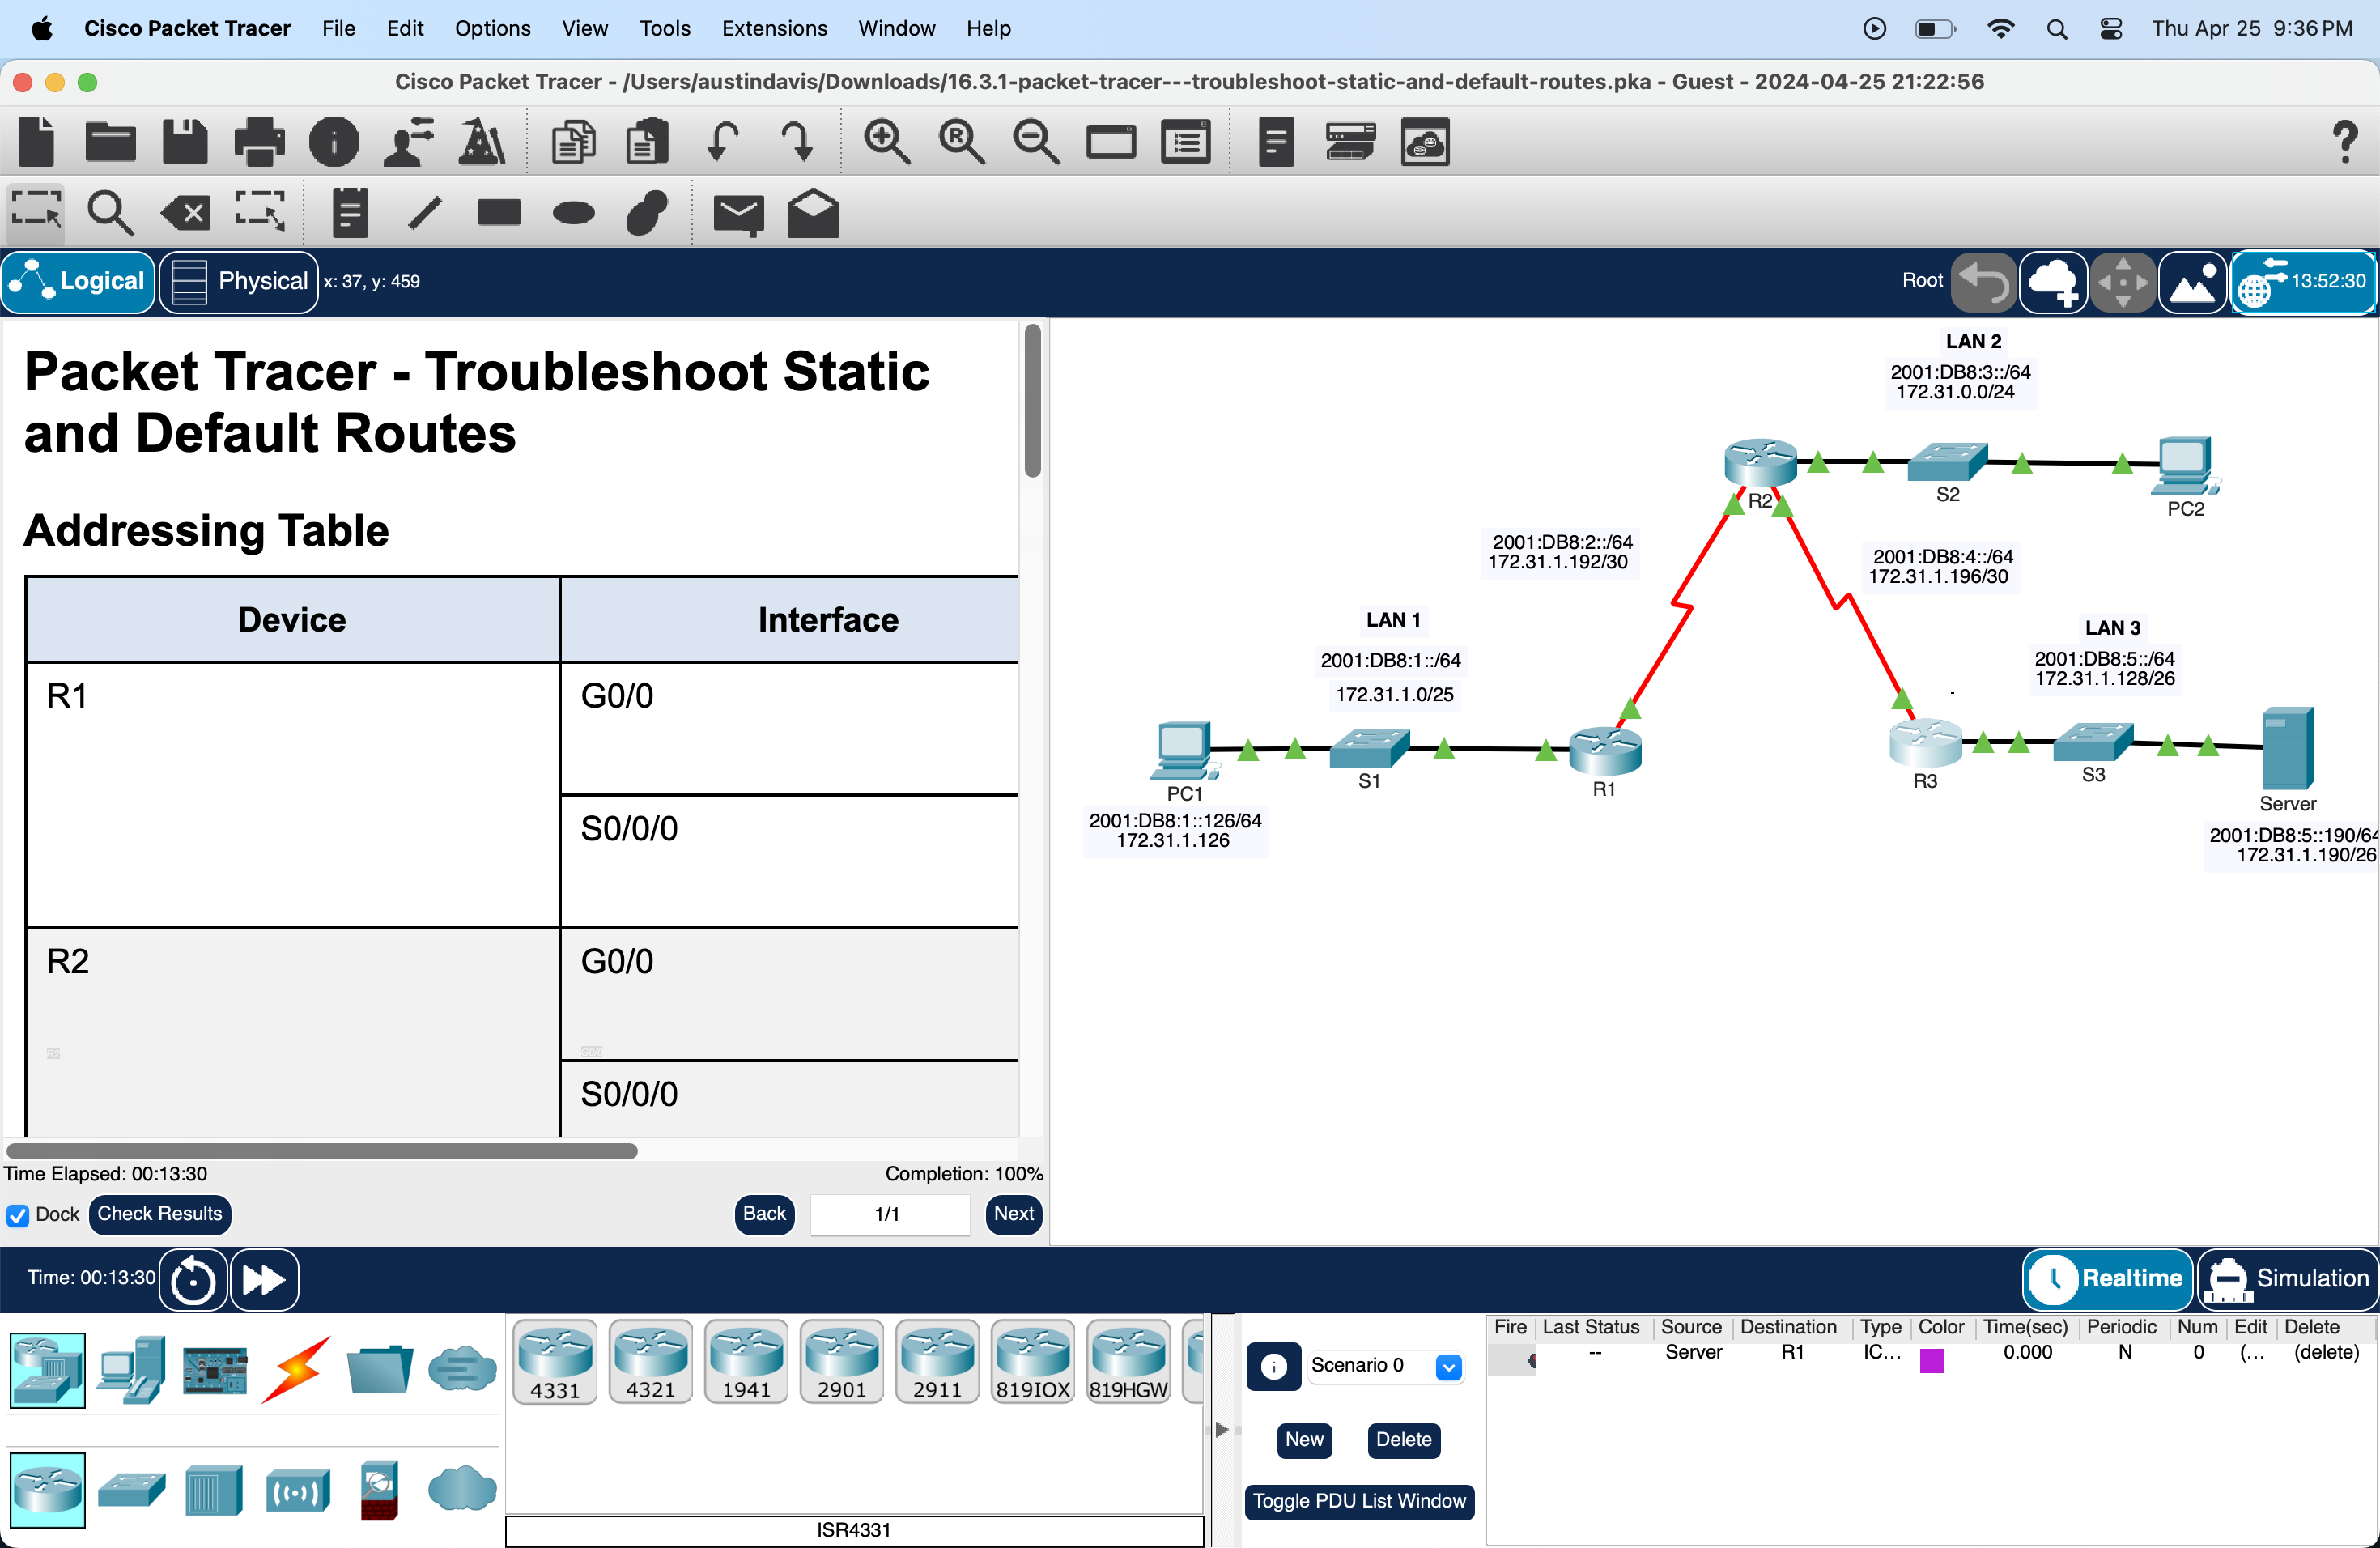 Cisco Packet Tracer File Edit Options View Tools Extensions Window Help Thu Apr 25 9:36 PM
Cisco Packet Tracer - /Users/austindavis/Downloads/16.3.1-packet-tracer---troubleshoot-static-and-default-routes.pka - Guest - 2024-04-25 21:22:56
Logical Physical x: 37, y: 459 Root 13:52:30
Packet Tracer - Troubleshoot Static
and Default Routes
Addressing Table
Device Interface
R1 G0/0
S0/0/0
R2 G0/0
R2 G0/0
S0/0/0
Time Elapsed: 00:13:30 Completion: 100%
Dock Check Results Back 1/1 Next
LAN 2
2001:DB8:3::/64
172.31.0.0/24
R2
S2
PC2
2001:DB8:2::/64
172.31.1.192/30
2001:DB8:4::/64
172.31.1.196/30
LAN 1
2001:DB8:1::/64
172.31.1.0/25
LAN 3
2001:DB8:5::/64
172.31.1.128/26
PC1
S1
R1
R3
S3
Server
2001:DB8:1::126/64
172.31.1.126
2001:DB8:5::190/64
172.31.1.190/26
Time: 00:13:30 Realtime Simulation
4331 4321 1941 2901 2911 819IOX 819HGW
ISR4331
Scenario 0
New Delete
Toggle PDU List Window
Fire Last Status Source Destination Type Color Time(sec) Periodic Num Edit Delete
-- Server R1 IC... 0.000 N 0 (... (delete)